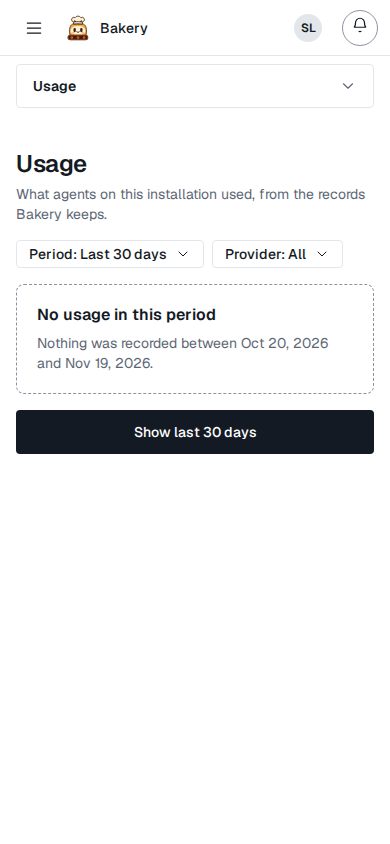 Bakery
SL
Usage
Usage
What agents on this installation used, from the records
Bakery keeps.
Period: Last 30 days
Provider: All
No usage in this period
Nothing was recorded between Oct 20, 2026
and Nov 19, 2026.
Show last 30 days